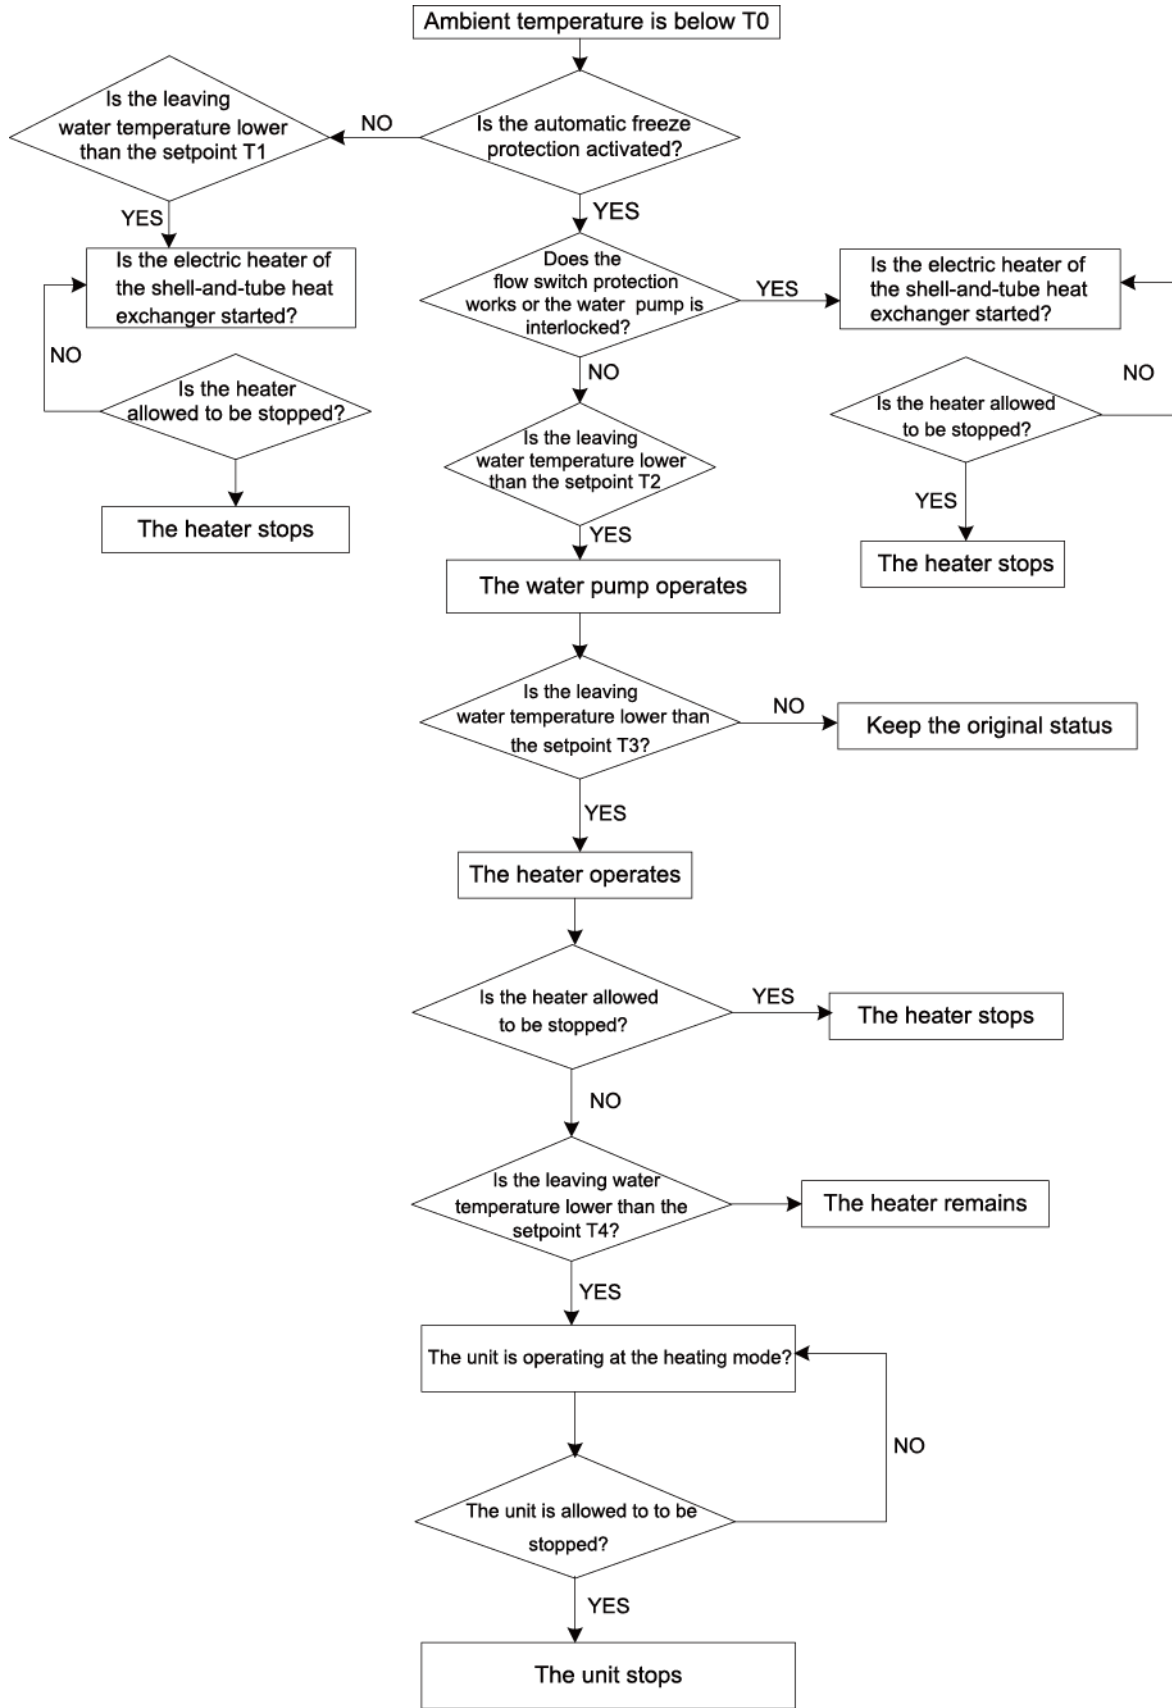 Ambient temperature is below T0
Is the leaving
water temperature lower
than the setpoint T1
NO
Is the automatic freeze
protection activated?
YES
YES
Is the electric heater of
the shell-and-tube heat
exchanger started?
Does the
flow switch protection
works or the water pump is
interlocked?
YES
Is the electric heater of
the shell-and-tube heat
exchanger started?
NO
Is the heater
allowed to be stopped?
NO
NO
Is the heater allowed
to be stopped?
Is the leaving
water temperature lower
than the setpoint T2
YES
The heater stops
YES
The heater stops
The water pump operates
Is the leaving
water temperature lower than
the setpoint T3?
NO
Keep the original status
YES
The heater operates
Is the heater allowed
to be stopped?
YES
The heater stops
NO
Is the leaving water
temperature lower than the
setpoint T4?
The heater remains
YES
The unit is operating at the heating mode?
NO
The unit is allowed to to be
stopped?
YES
The unit stops